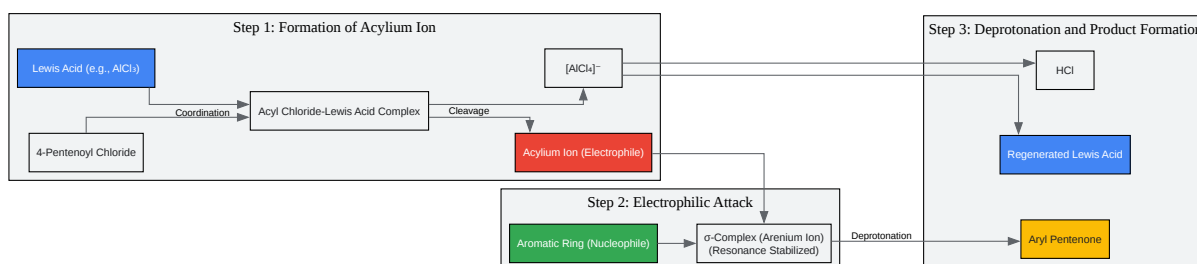 Step 1: Formation of Acylium Ion
Lewis Acid (e.g., AlCl₃)
4-Pentenoyl Chloride
Coordination
Acyl Chloride-Lewis Acid Complex
Cleavage
[AlCl₄]⁻
Acylium Ion (Electrophile)
Step 2: Electrophilic Attack
Aromatic Ring (Nucleophile)
σ-Complex (Arenium Ion)
(Resonance Stabilized)
Deprotonation
Step 3: Deprotonation and Product Formation
HCl
Regenerated Lewis Acid
Aryl Pentenone